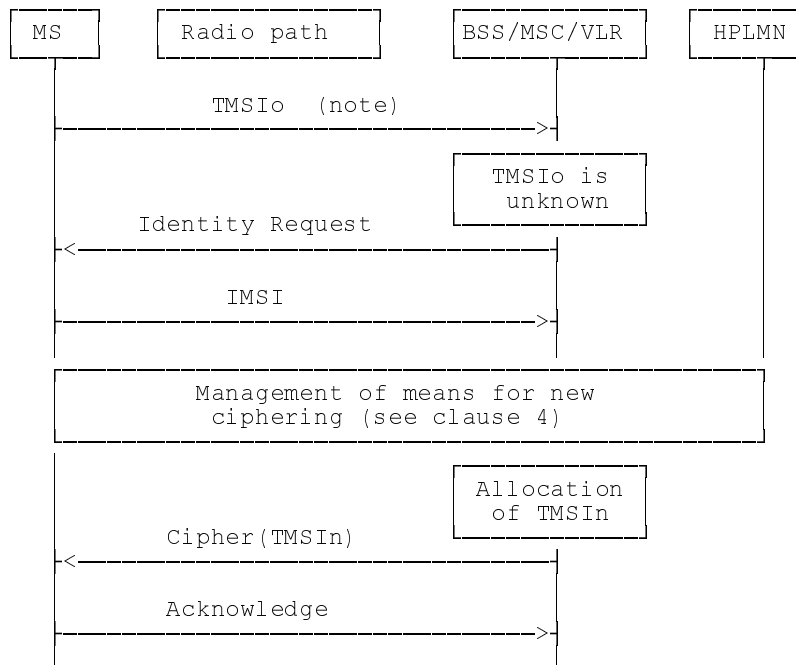 MS Radio path BSS/MSC/VLR HPLMN
TMSIo (note)
TMSIo is
unknown
Identity Request
IMSI
Management of means for new
ciphering (see clause 4)
Allocation
of TMSIn
Cipher(TMSIn)
Acknowledge